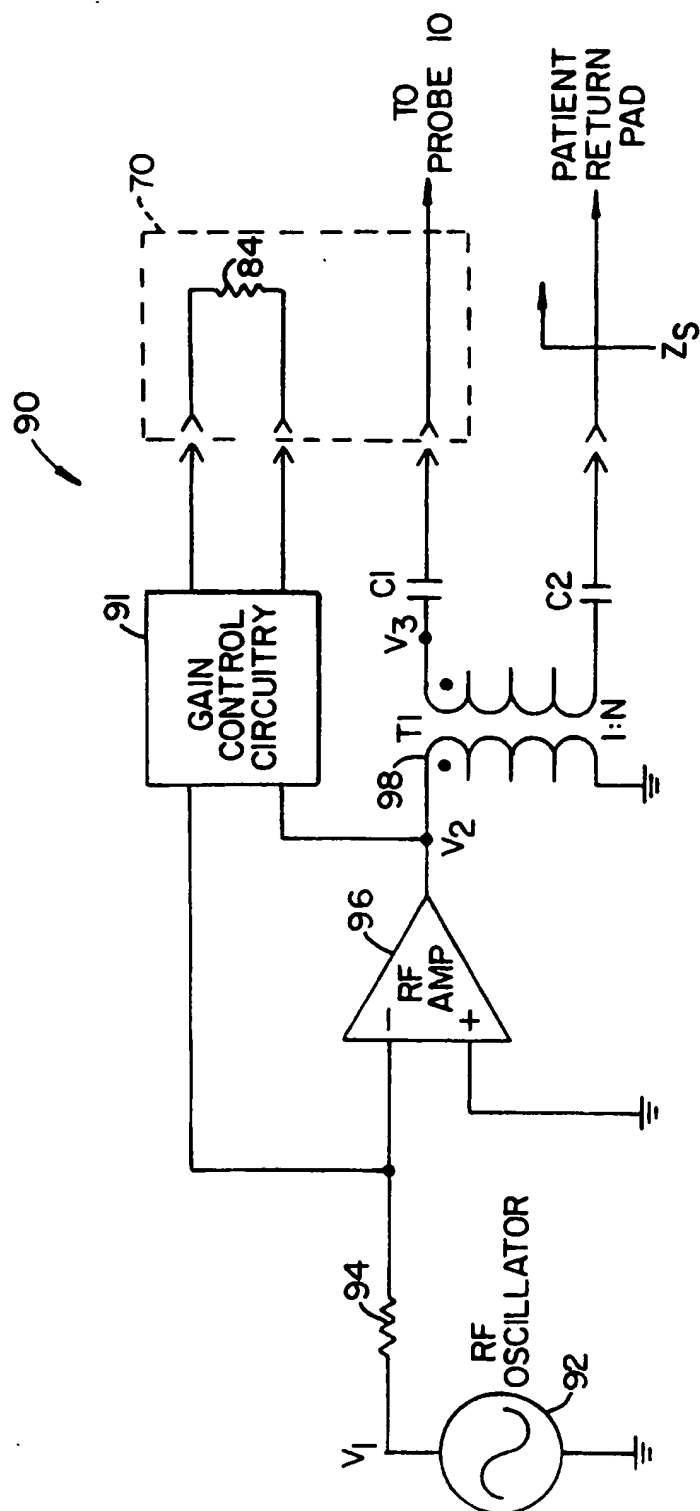 90
70
84
91
GAIN
CONTROL
CIRCUITRY
TO
PROBE 10
PATIENT
RETURN
PAD
ZS
C1
C2
V3
T1
98
1:N
V2
96
RF
AMP
-
+
94
V1
RF
OSCILLATOR
92